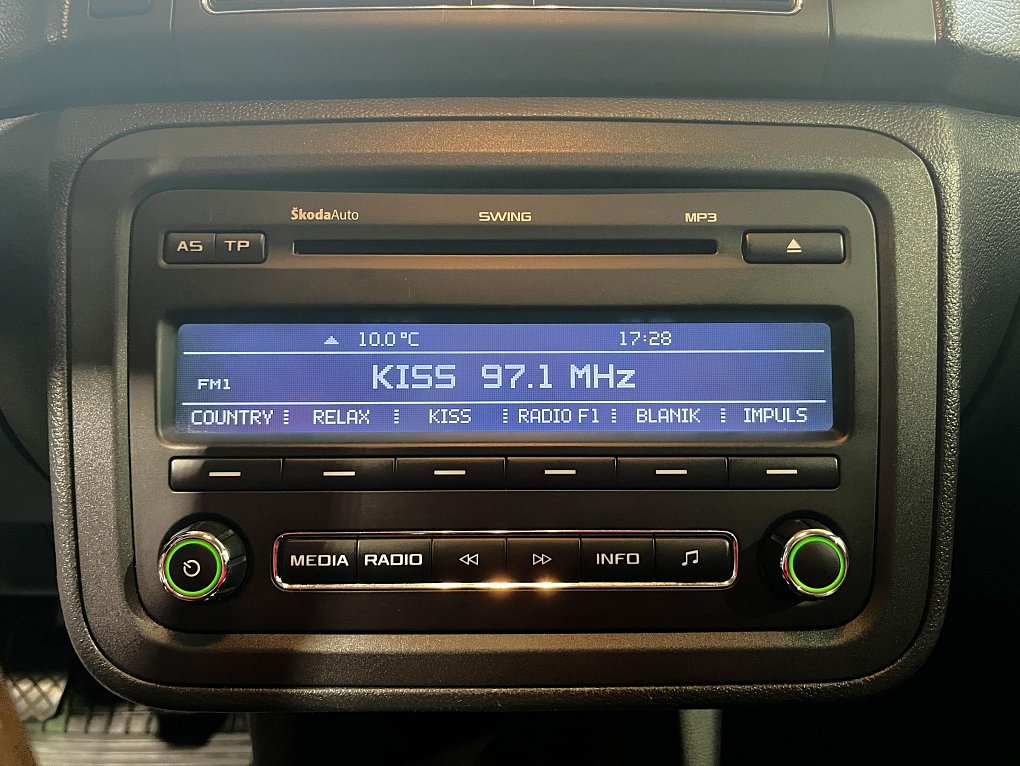 ŠkodaAuto SWING MP3
AS TP
10.0°C 17:28
FM1 KISS 97.1 MHz
COUNTRY RELAX KISS RADIO F1 BLANIK IMPULS
MEDIA RADIO INFO